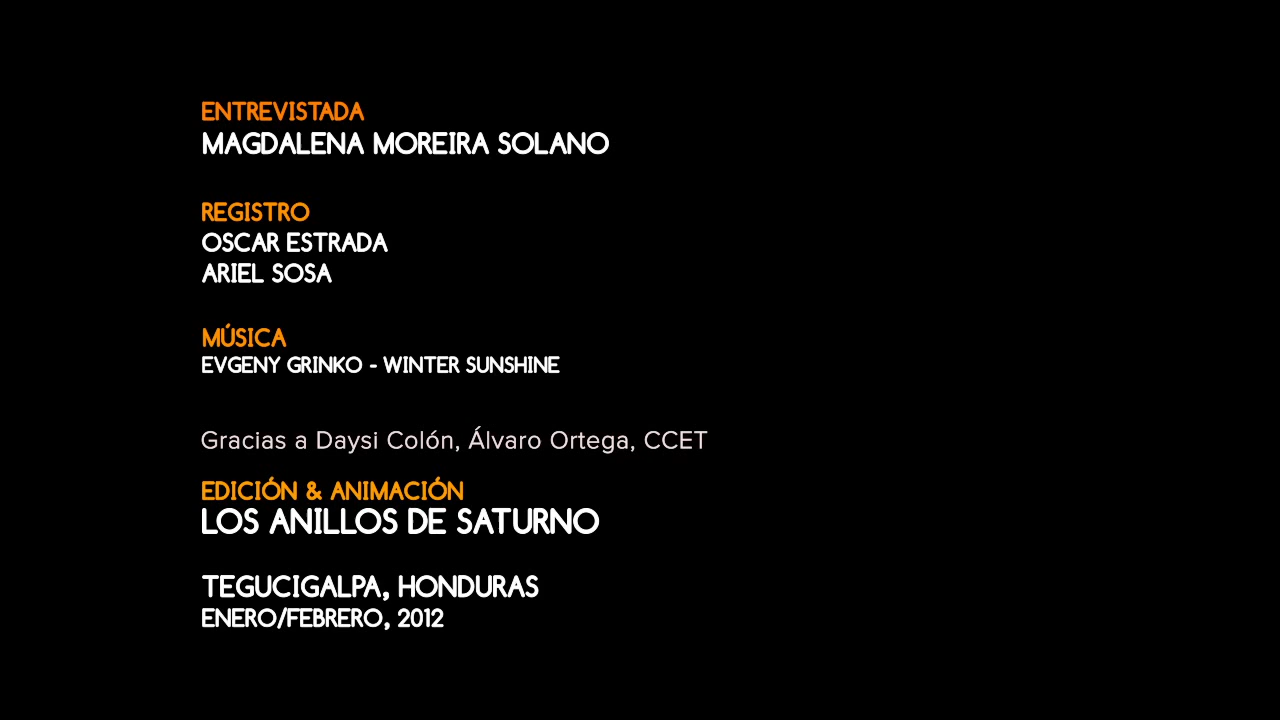 ENTREVISTADA
MAGDALENA MOREIRA SOLANO
REGISTRO
OSCAR ESTRADA
ARIEL SOSA
MÚSICA
EVGENY GRINKO - WINTER SUNSHINE
Gracias a Daysi Colón, Álvaro Ortega, CCET
EDICIÓN & ANIMACIÓN
LOS ANILLOS DE SATURNO
TEGUCIGALPA, HONDURAS
ENERO/FEBRERO, 2012